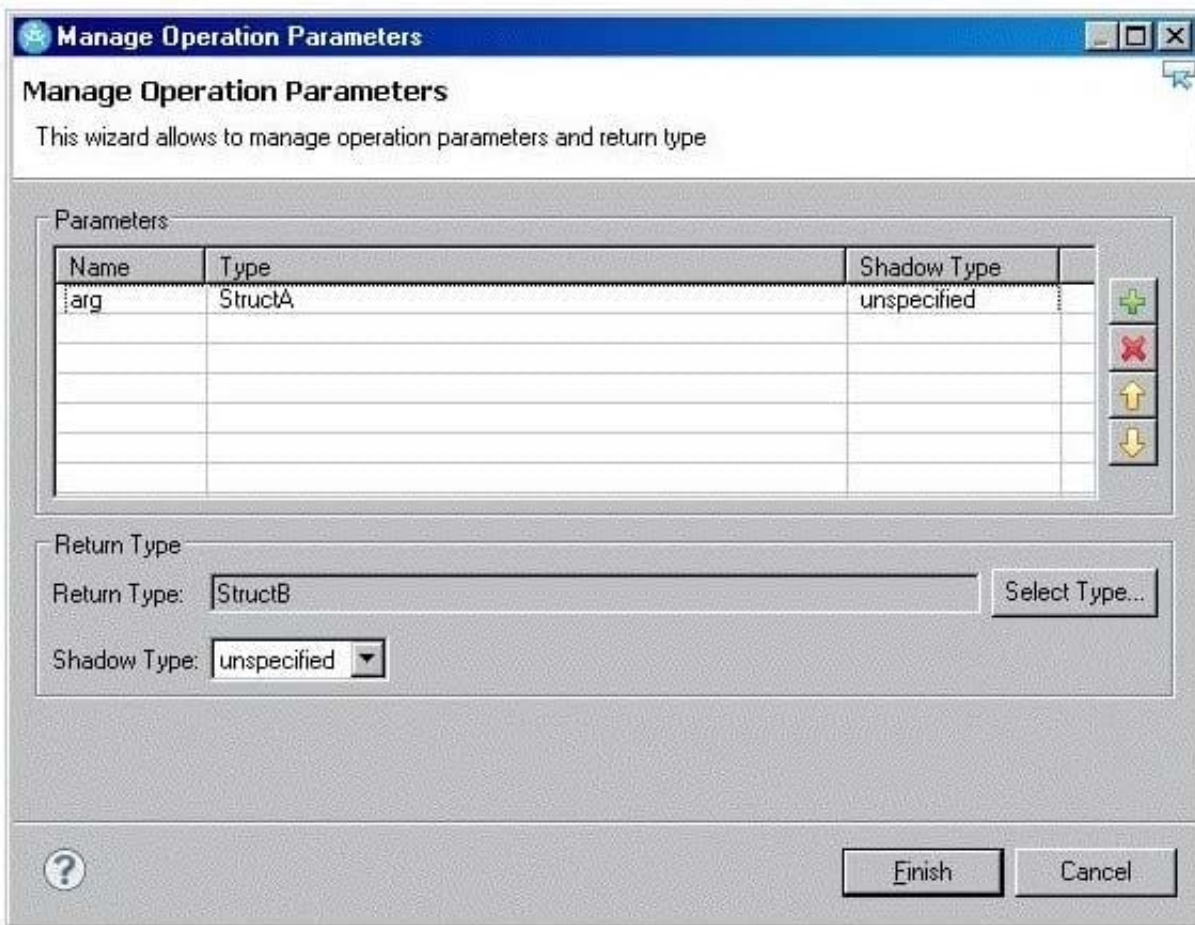 Manage Operation Parameters
Manage Operation Parameters
This wizard allows to manage operation parameters and return type
Parameters
Name Type Shadow Type
arg StructA unspecified
Return Type
Return Type: StructB Select Type...
Shadow Type: unspecified
? Finish Cancel